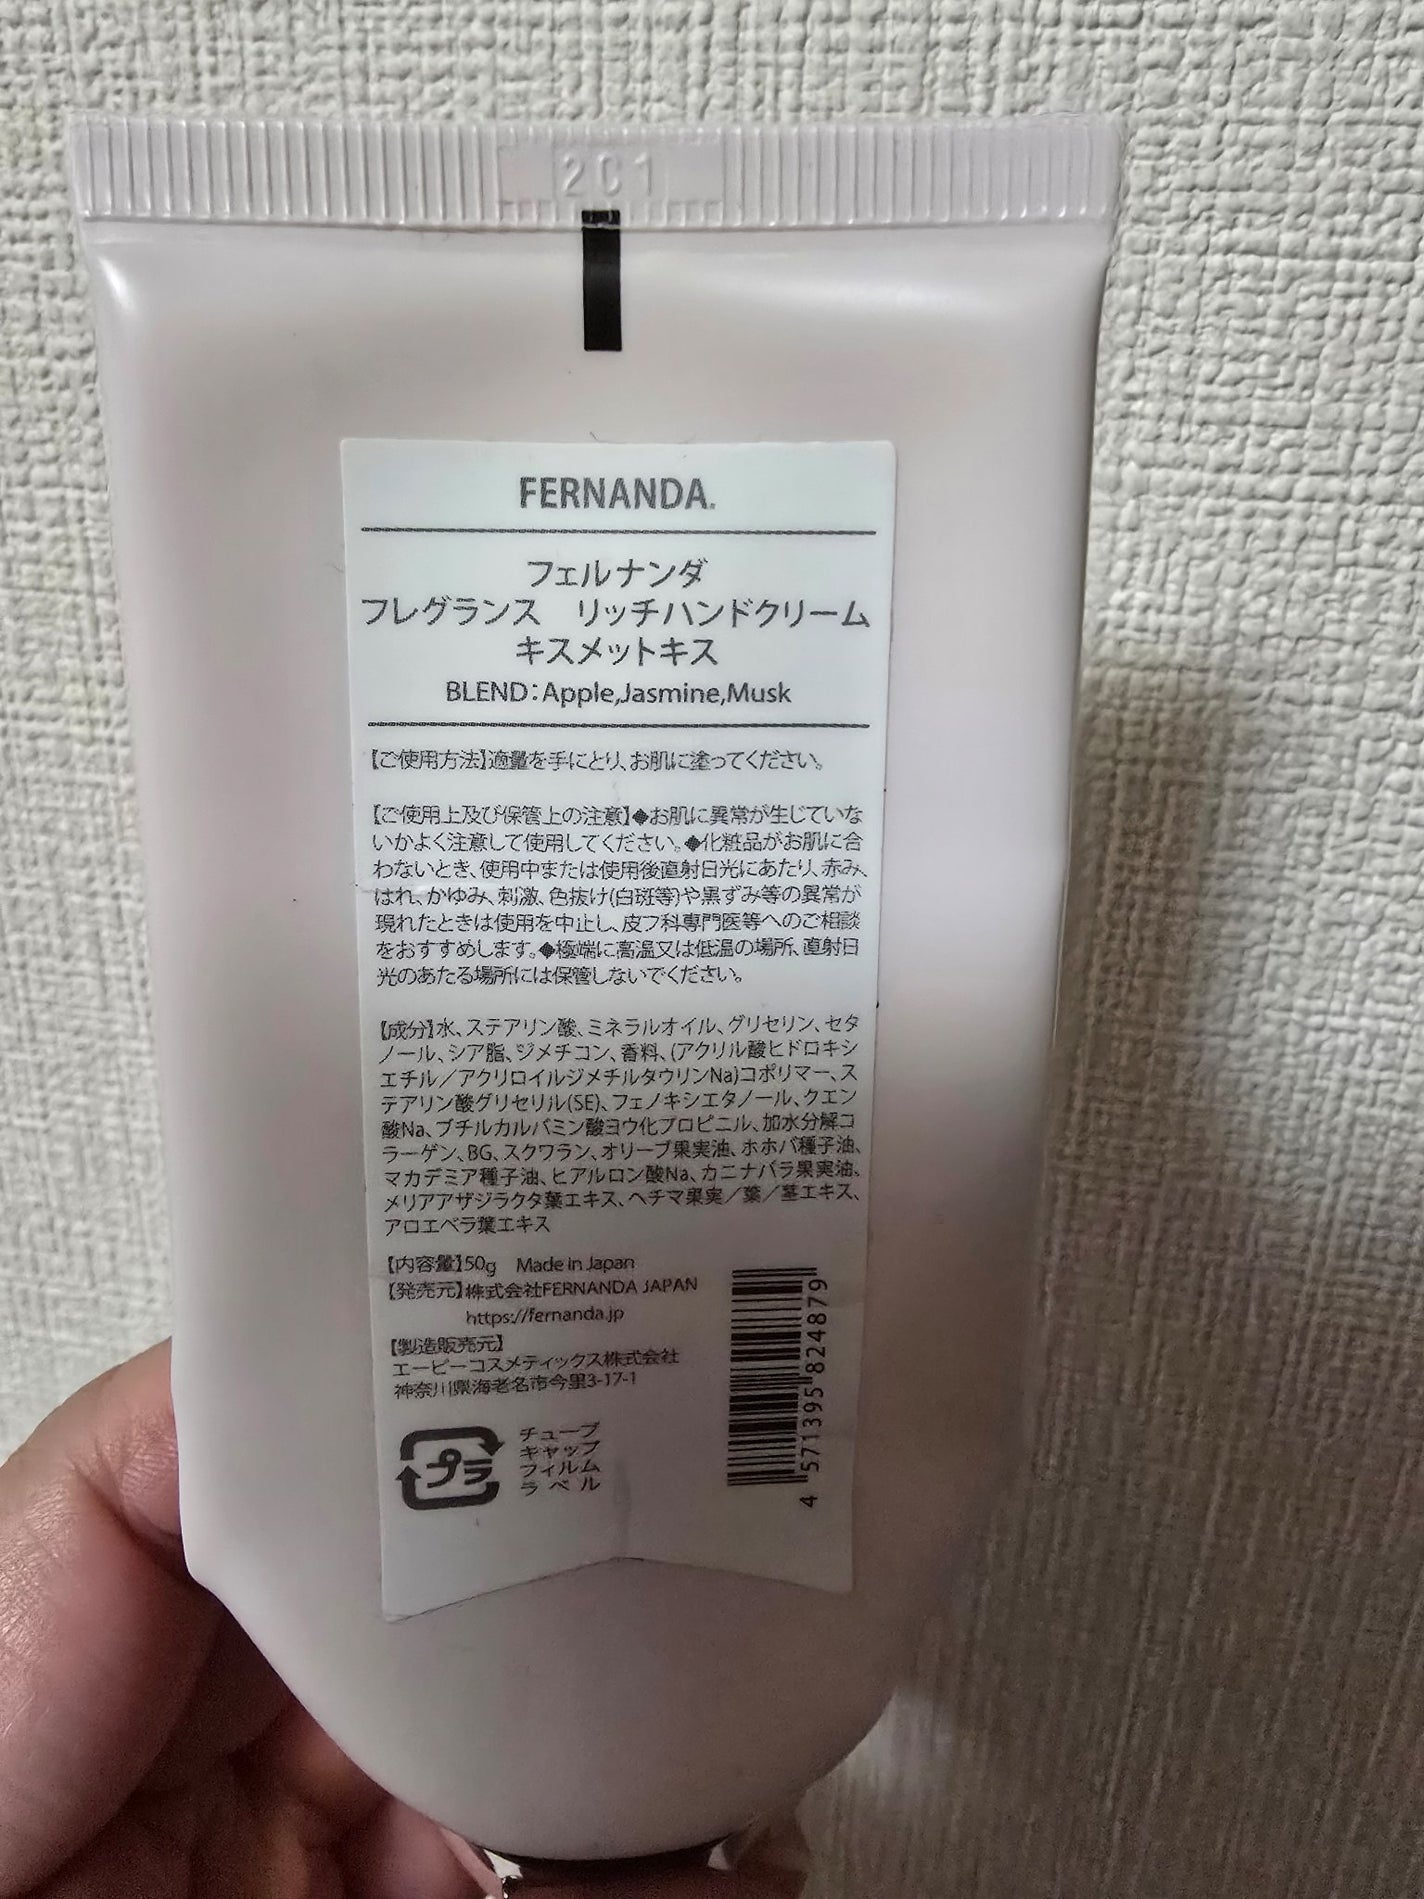 2C1
FERNANDA.
フェルナンダ
フレグランス　リッチハンドクリーム
キスメットキス
BLEND：Apple,Jasmine,Musk
【ご使用方法】適量を手にとり、お肌に塗ってください。
【ご使用上及び保管上の注意】◆お肌に異常が生じていな
いかよく注意して使用してください。◆化粧品がお肌に合
わないとき、使用中または使用後直射日光にあたり、赤み、
はれ、かゆみ、刺激、色抜け(白斑等)や黒ずみ等の異常が
現れたときは使用を中止し、皮フ科専門医等へのご相談
をおすすめします。◆極端に高温又は低温の場所、直射日
光のあたる場所には保管しないでください。
【成分】水、ステアリン酸、ミネラルオイル、グリセリン、セタ
ノール、シア脂、ジメチコン、香料、(アクリル酸ヒドロキシ
エチル／アクリロイルジメチルタウリンNa)コポリマー、ス
テアリン酸グリセリル(SE)、フェノキシエタノール、クエン
酸Na、ブチルカルバミン酸ヨウ化プロピニル、加水分解コ
ラーゲン、BG、スクワラン、オリーブ果実油、ホホバ種子油、
マカデミア種子油、ヒアルロン酸Na、カニナバラ果実油、
メリアアザジラクタ葉エキス、ヘチマ果実／葉／茎エキス、
アロエベラ葉エキス
【内容量】50g　Made in Japan
【発売元】株式会社FERNANDA JAPAN
https://fernanda.jp
【製造販売元】
エーピーコスメティックス株式会社
神奈川県海老名市今里3-17-1
プラ
チューブ
キャップ
フィルム
ラベル
4 571395 824879